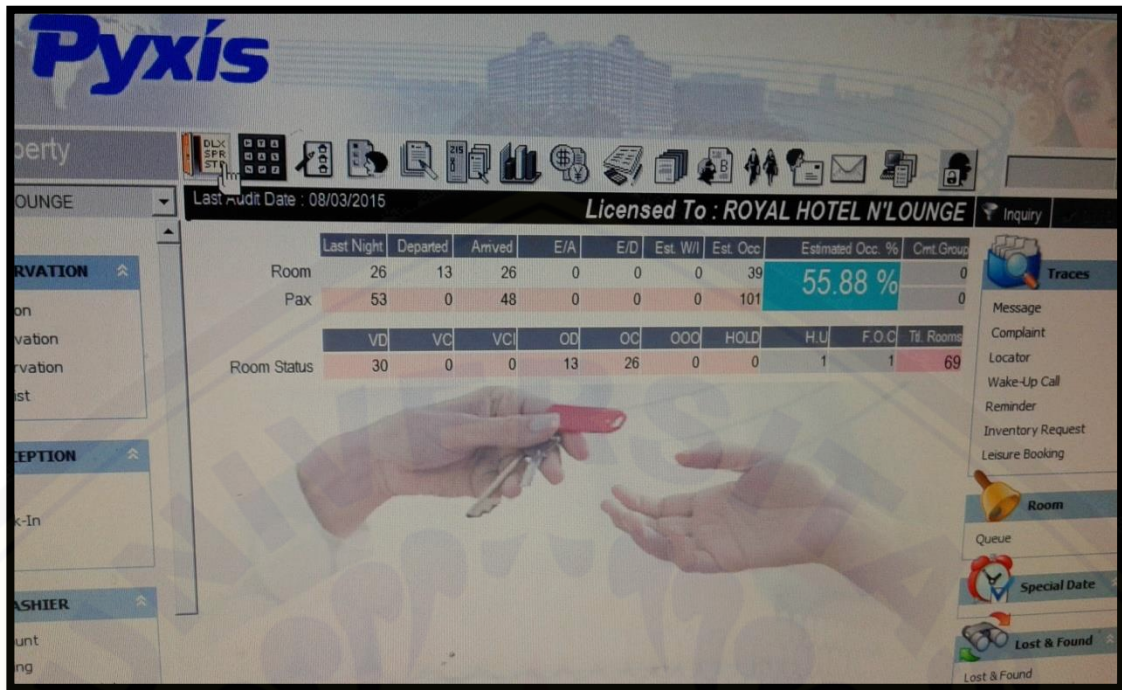 Pyxis
perty
DLX
SPR
STD
OUNGE
Last Audit Date : 08/03/2015
Licensed To : ROYAL HOTEL N'LOUNGE
Inquiry
Last Night Departed Arrived E/A E/D Est. W/I Est. Occ Estimated Occ. % Cmt.Group
Room 26 13 26 0 0 0 39 55.88 % 0
Pax 53 0 48 0 0 0 101 0
VD VC VCI OD OC OOO HOLD H.U F.O.C Ttl. Rooms
Room Status 30 0 0 13 26 0 0 1 1 69
RVATION
on
vation
rvation
ist
EPTION
k-In
ASHIER
unt
ng
Traces
Message
Complaint
Locator
Wake-Up Call
Reminder
Inventory Request
Leisure Booking
Room
Queue
Special Date
Lost & Found
Lost & Found